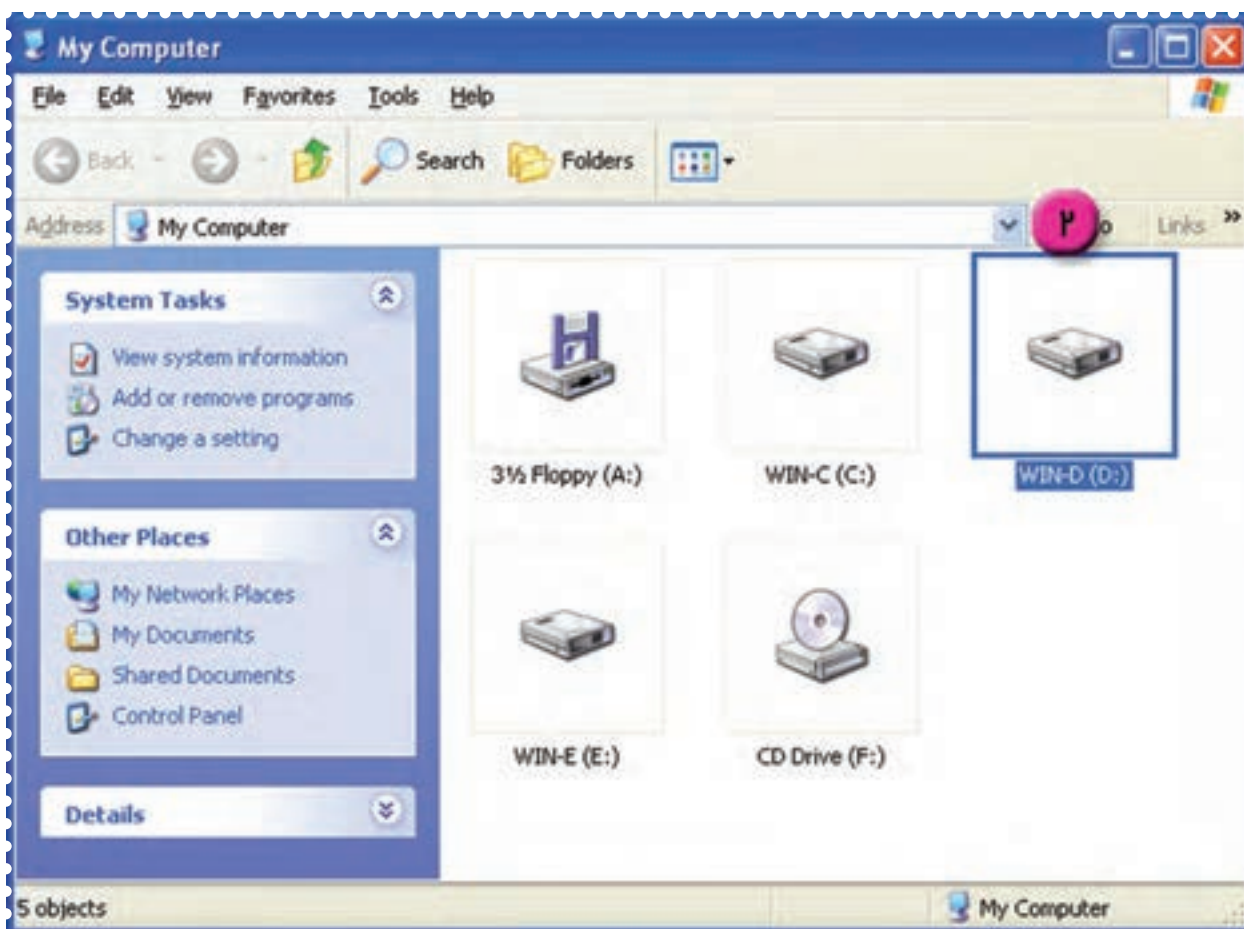 My Computer
File Edit View Favorites Tools Help
Back Search Folders
Address My Computer ۲ Links »
System Tasks
View system information
Add or remove programs
Change a setting
Other Places
My Network Places
My Documents
Shared Documents
Control Panel
Details
3½ Floppy (A:) WIN-C (C:) WIN-D (D:)
WIN-E (E:) CD Drive (F:)
5 objects My Computer